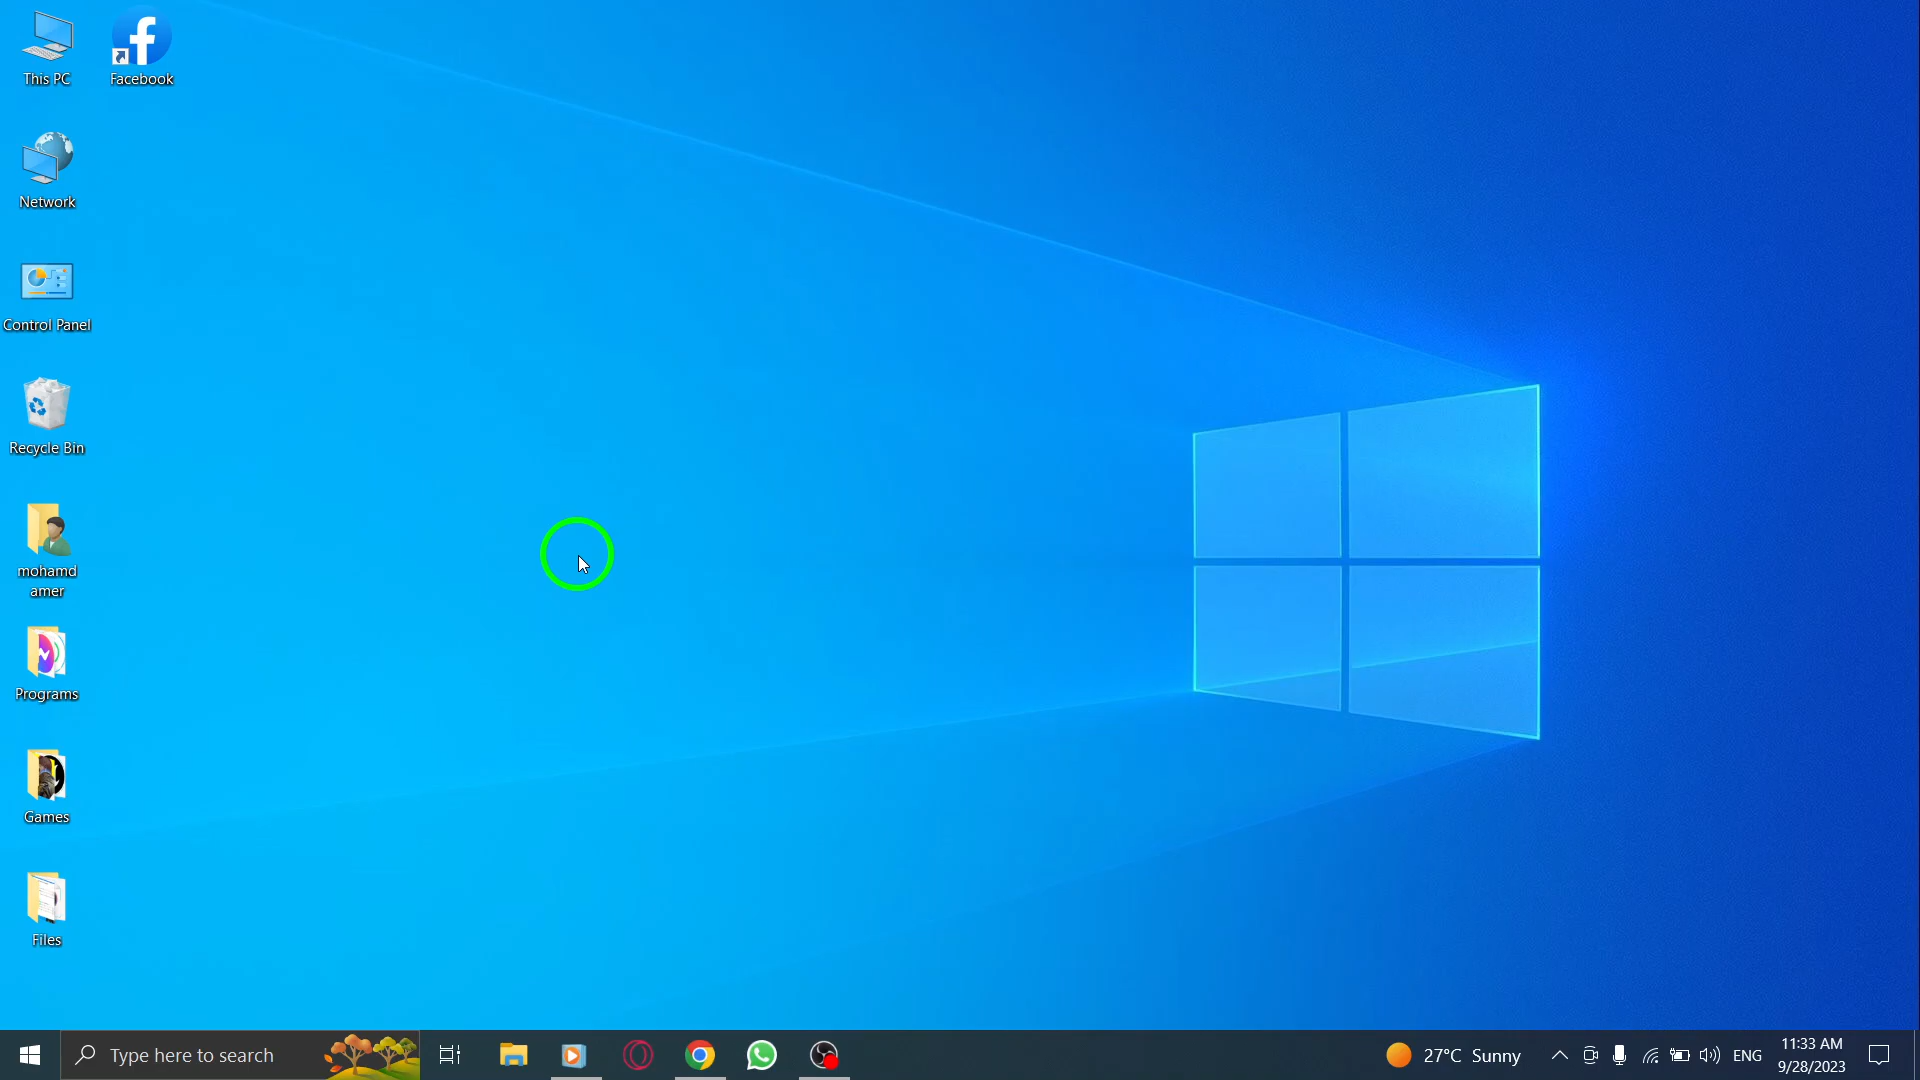 This PC
Facebook
Network
Control Panel
Recycle Bin
mohamd
amer
Programs
Games
Files
Type here to search
27°C Sunny
ENG
11:33 AM
9/28/2023